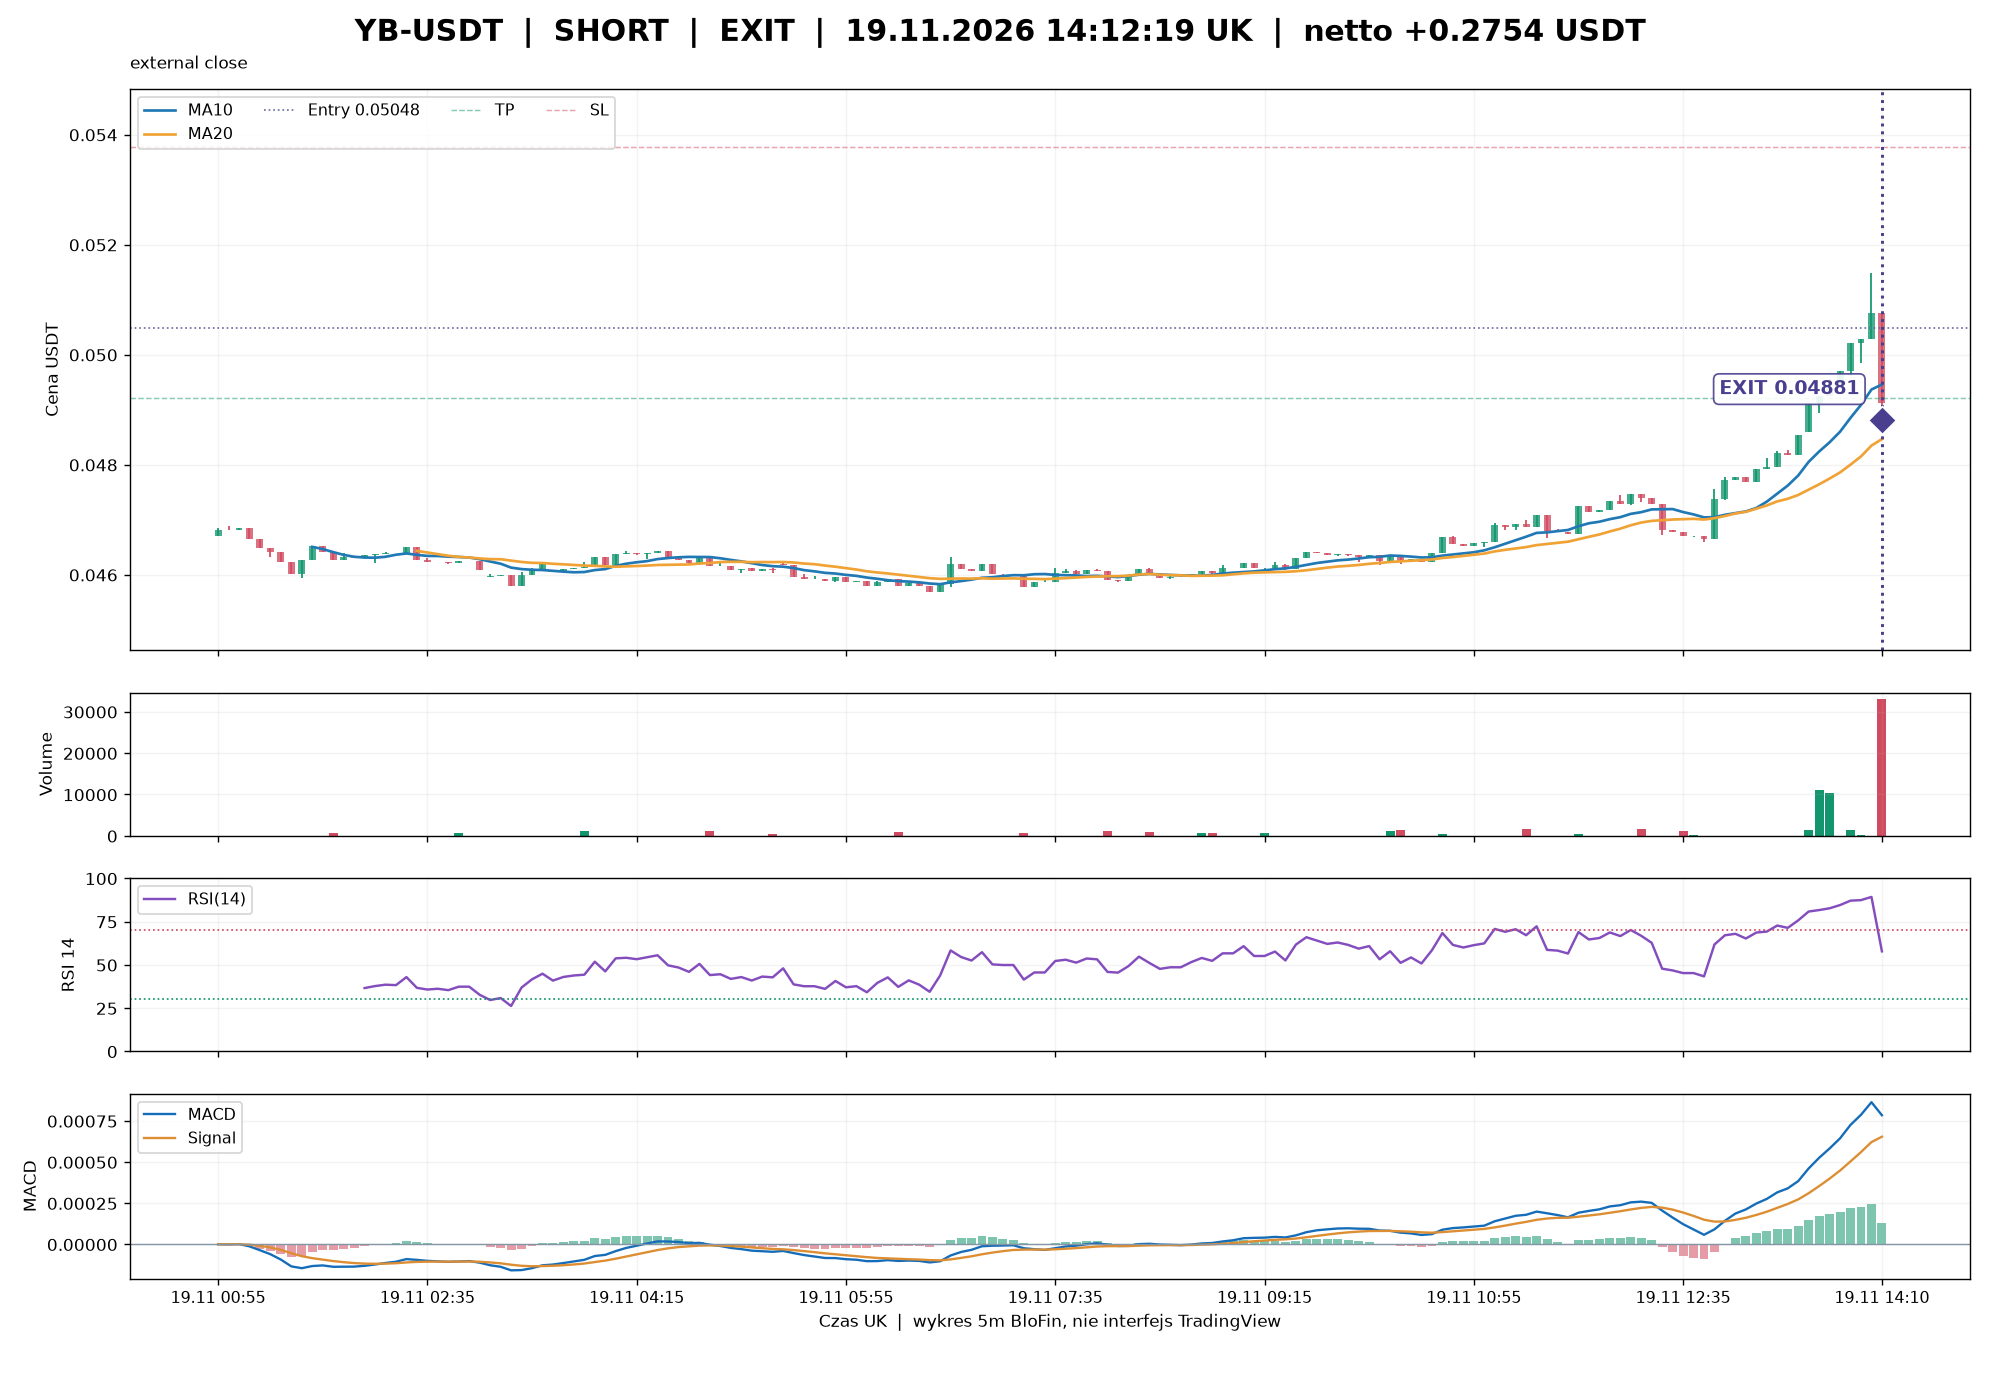 YB-USDT | SHORT | EXIT | 19.11.2026 14:12:19 UK | netto +0.2754 USDT
external close
MA10
MA20
Entry 0.05048
TP
SL
Cena USDT
0.054
0.052
0.050
0.048
0.046
EXIT 0.04881
Volume
30000
20000
10000
0
RSI 14
RSI(14)
100
75
50
25
0
MACD
MACD
Signal
0.00075
0.00050
0.00025
0.00000
19.11 00:55 19.11 02:35 19.11 04:15 19.11 05:55 19.11 07:35 19.11 09:15 19.11 10:55 19.11 12:35 19.11 14:10
Czas UK | wykres 5m BloFin, nie interfejs TradingView